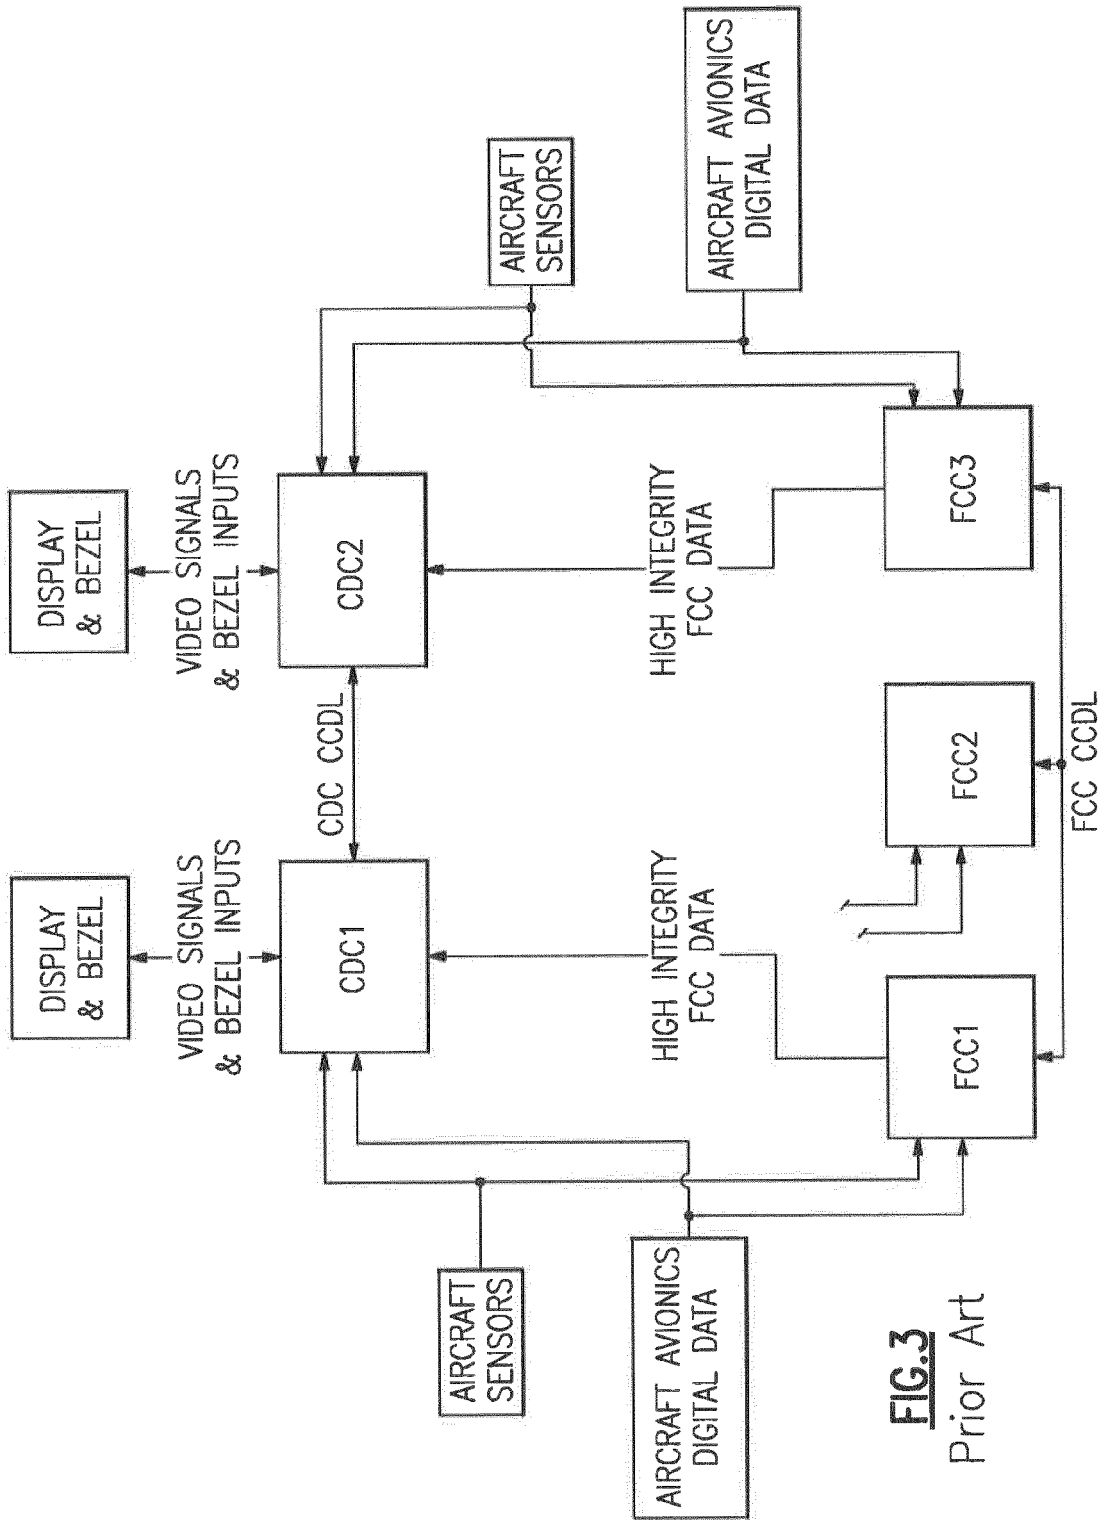 DISPLAY
& BEZEL
DISPLAY
& BEZEL
VIDEO SIGNALS
& BEZEL INPUTS
VIDEO SIGNALS
& BEZEL INPUTS
CDC1
CDC CCDL
CDC2
AIRCRAFT
SENSORS
AIRCRAFT
SENSORS
AIRCRAFT AVIONICS
DIGITAL DATA
HIGH INTEGRITY
FCC DATA
HIGH INTEGRITY
FCC DATA
AIRCRAFT AVIONICS
DIGITAL DATA
FCC1
FCC2
FCC3
FCC CCDL
FIG.3
Prior Art